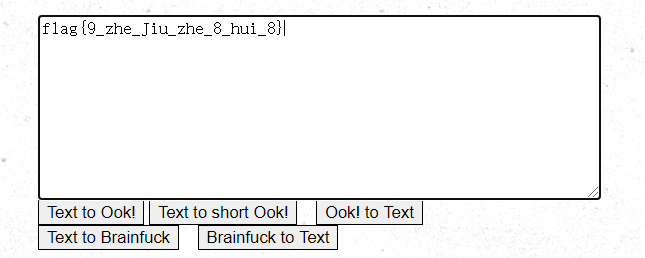 flag{9_zhe_Jiu_zhe_8_hui_8}
Text to Ook! Text to short Ook! Ook! to Text
Text to Brainfuck Brainfuck to Text